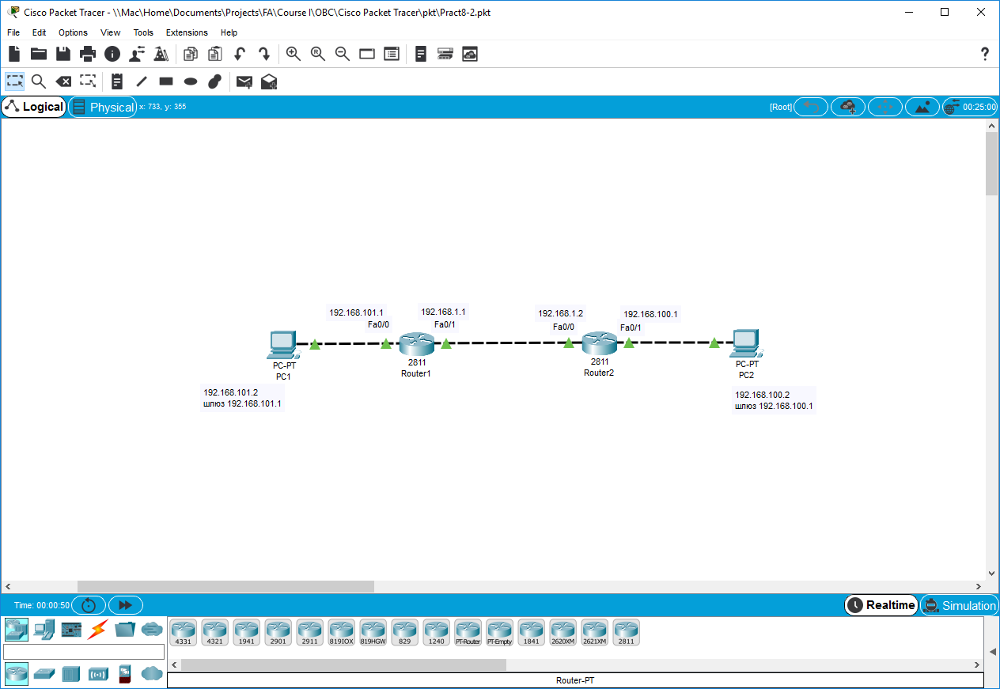 Cisco Packet Tracer - \\Mac\Home\Documents\Projects\FA\Course I\OBC\Cisco Packet Tracer\pkt\Pract8-2.pkt
File Edit Options View Tools Extensions Help
Logical Physical x: 733, y: 355 [Root] 00:25:00
192.168.101.1 192.168.1.1 192.168.1.2 192.168.100.1
Fa0/0 Fa0/1 Fa0/0 Fa0/1
PC-PT 2811 2811 PC-PT
PC1 Router1 Router2 PC2
192.168.101.2 192.168.100.2
шлюз 192.168.101.1 шлюз 192.168.100.1
Time: 00:00:50 Realtime Simulation
4331 4321 1941 2901 2911 819IOX 819HGW 829 1240 PT-Router PT-Empty 1841 2620XM 2621XM 2811
Router-PT